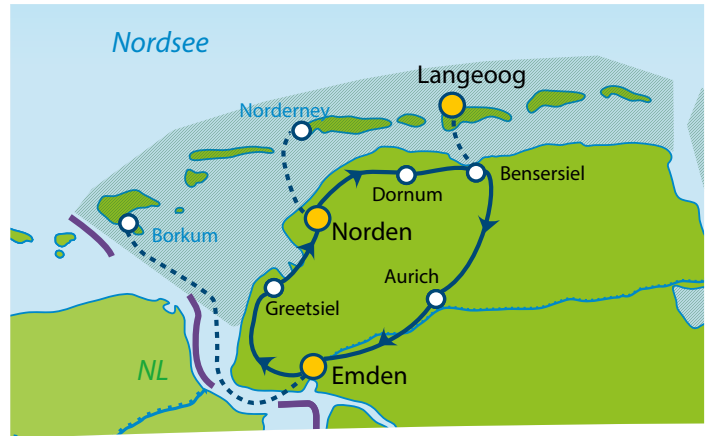 Nordsee
Langeoog
Norderney
Bensersiel
Dornum
Borkum
Norden
Aurich
Greetsiel
NL
Emden